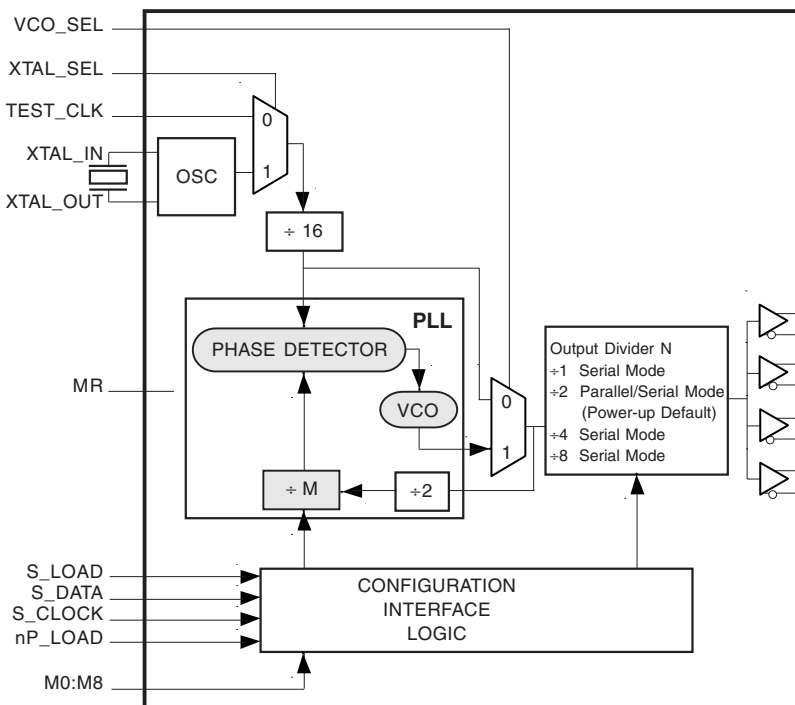 VCO_SEL
XTAL_SEL
TEST_CLK
0
XTAL_IN
1
OSC
XTAL_OUT
÷ 16
PLL
PHASE DETECTOR
MR
VCO
0
1
÷ M
÷2
Output Divider N
÷1 Serial Mode
÷2 Parallel/Serial Mode
(Power-up Default)
÷4 Serial Mode
÷8 Serial Mode
S_LOAD
S_DATA
S_CLOCK
nP_LOAD
CONFIGURATION
INTERFACE
LOGIC
M0:M8